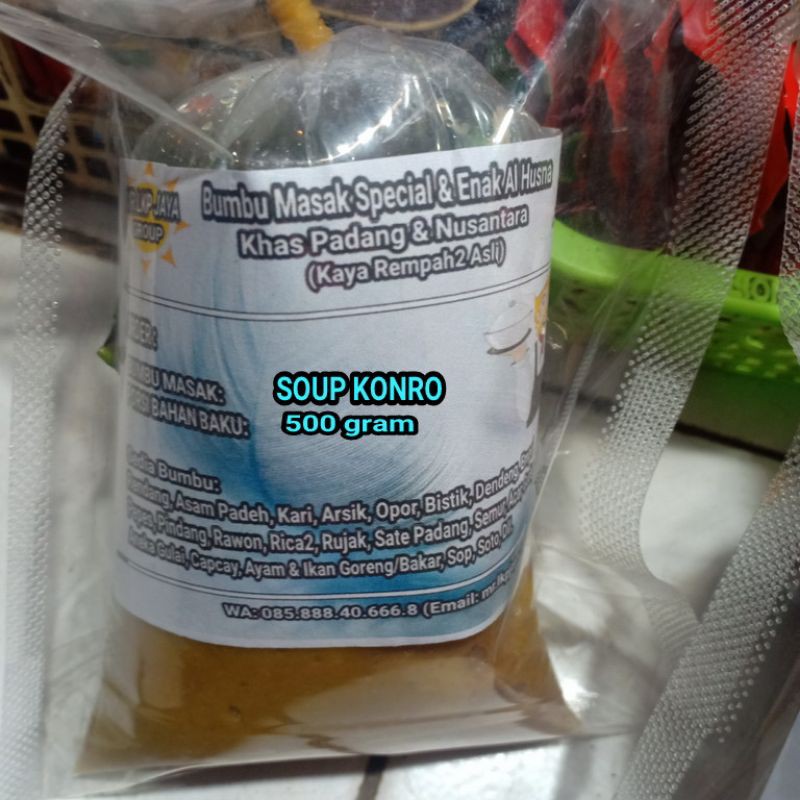 LKP JAYA
GROUP
Bumbu Masak Special & Enak Al Husna
Khas Padang & Nusantara
(Kaya Rempah2 Asli)
MASAK:
SOUP KONRO
BAHAN BAKU:
500 gram
Sedia Bumbu:
Rendang, Asam Padeh, Kari, Arsik, Opor, Bistik, Dendeng,
Pepes, Pindang, Rawon, Rica2, Rujak, Sate Padang, Semur,
Aneka Gulai, Capcay, Ayam & Ikan Goreng/Bakar, Sop, Soto,
WA: 085.888.40.666.8 (Email: